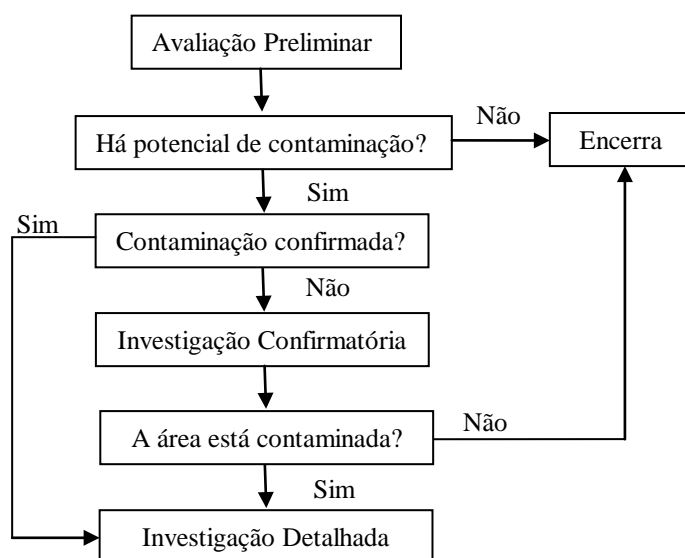 Avaliação Preliminar
Não
Há potencial de contaminação?
Encerra
Sim
Sim
Contaminação confirmada?
Não
Investigação Confirmatória
Não
A área está contaminada?
Sim
Investigação Detalhada